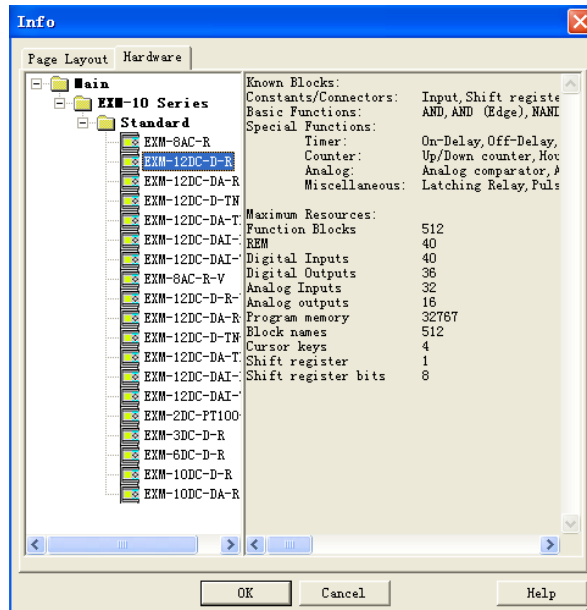 Info
Page Layout
Hardware
Main
EXM-10 Series
Standard
EXM-8AC-R
EXM-12DC-D-R
EXM-12DC-DA-R
EXM-12DC-D-TN
EXM-12DC-DA-T
EXM-12DC-DAI-
EXM-12DC-DAI-
EXM-8AC-R-V
EXM-12DC-D-R-
EXM-12DC-DA-R
EXM-12DC-D-TN
EXM-12DC-DA-T
EXM-12DC-DAI-
EXM-12DC-DAI-
EXM-2DC-PT100
EXM-3DC-D-R
EXM-6DC-D-R
EXM-10DC-D-R
EXM-10DC-DA-R
Known Blocks:
Constants/Connectors: Input, Shift registe
Basic Functions: AND, AND (Edge), NAND
Special Functions:
Timer: On-Delay, Off-Delay,
Counter: Up/Down counter, Hou
Analog: Analog comparator, A
Miscellaneous: Latching Relay, Puls
Maximum Resources:
Function Blocks 512
REM 40
Digital Inputs 40
Digital Outputs 36
Analog Inputs 32
Analog outputs 16
Program memory 32767
Block names 512
Cursor keys 4
Shift register 1
Shift register bits 8
OK
Cancel
Help